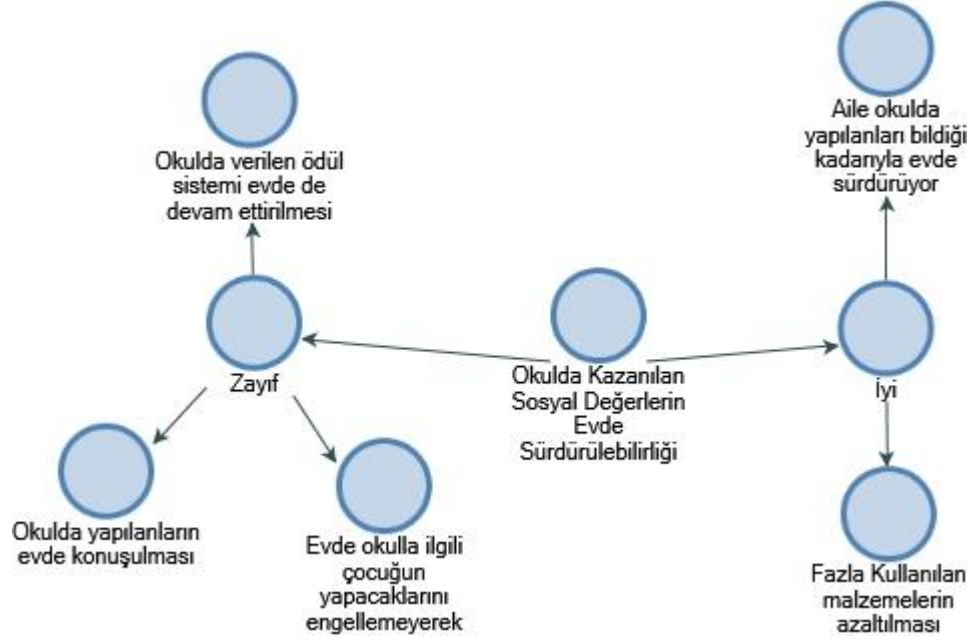 Okulda verilen ödül
sistemi evde de
devam ettirilmesi
Aile okulda
yapılanları bildiği
kadarıyla evde
sürdürüyor
Zayıf
Okulda Kazanılan
Sosyal Değerlerin
Evde
Sürdürülebilirliği
İyi
Okulda yapılanların
evde konuşulması
Evde okulla ilgili
çocuğun
yapacaklarını
engellemeyerek
Fazla Kullanılan
malzemelerin
azaltılması